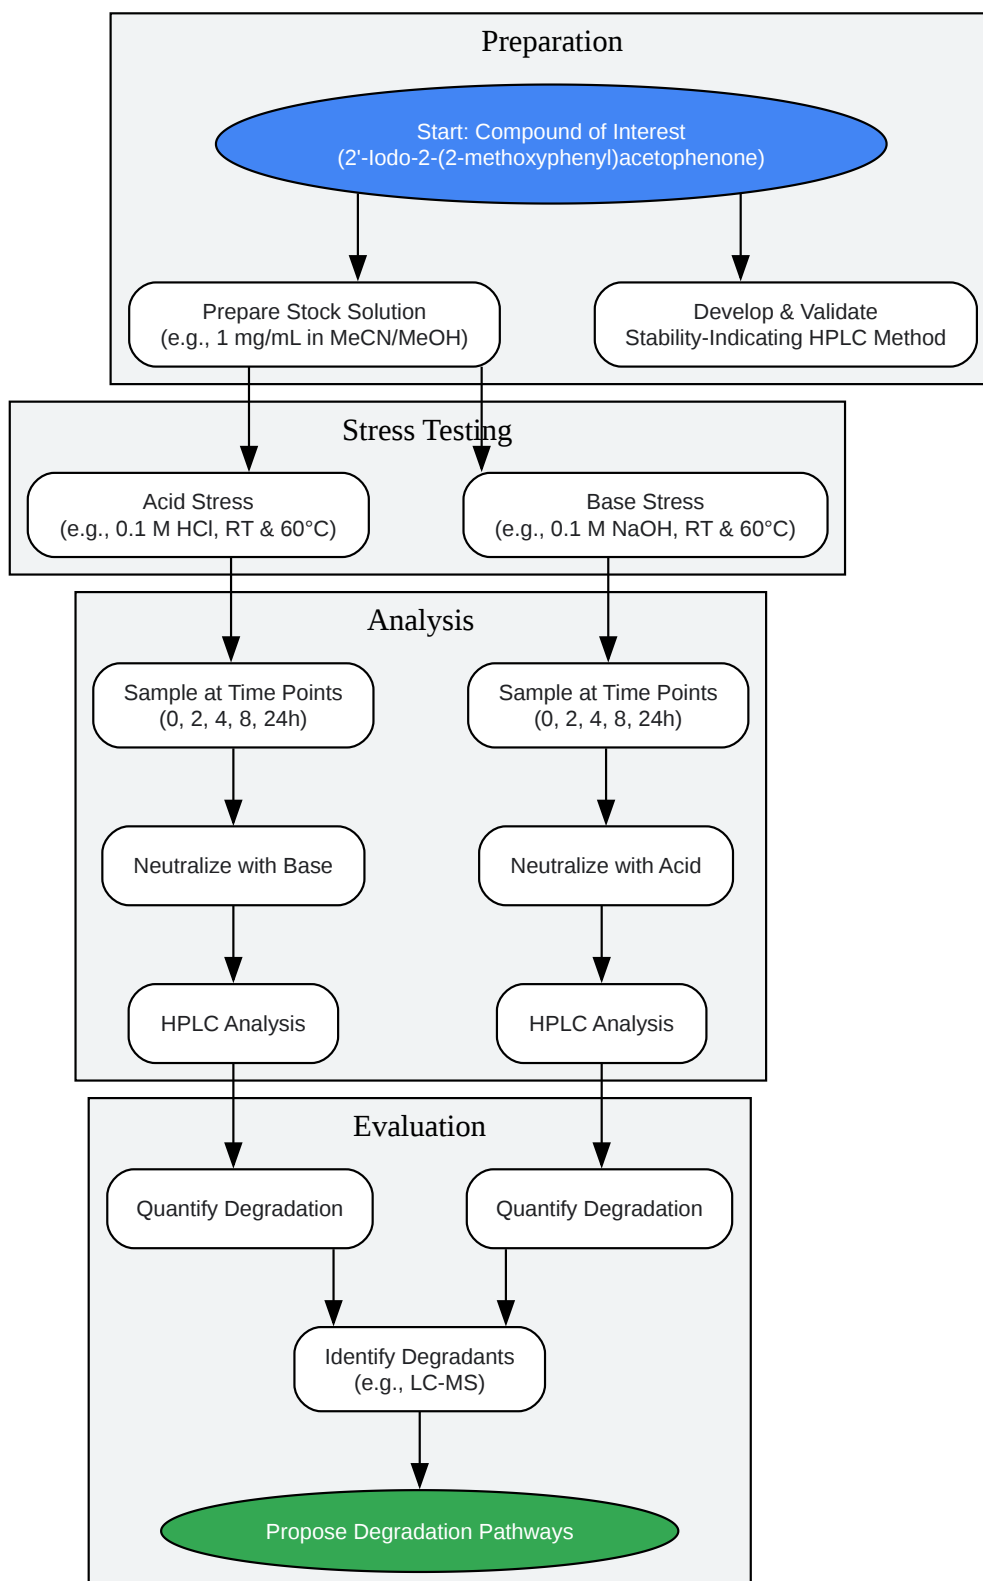 Preparation
Start: Compound of Interest
(2'-Iodo-2-(2-methoxyphenyl)acetophenone)
Prepare Stock Solution
(e.g., 1 mg/mL in MeCN/MeOH)
Develop & Validate
Stability-Indicating HPLC Method
Stress Testing
Acid Stress
(e.g., 0.1 M HCl, RT & 60°C)
Base Stress
(e.g., 0.1 M NaOH, RT & 60°C)
Analysis
Sample at Time Points
(0, 2, 4, 8, 24h)
Sample at Time Points
(0, 2, 4, 8, 24h)
Neutralize with Base
Neutralize with Acid
HPLC Analysis
HPLC Analysis
Evaluation
Quantify Degradation
Quantify Degradation
Identify Degradants
(e.g., LC-MS)
Propose Degradation Pathways